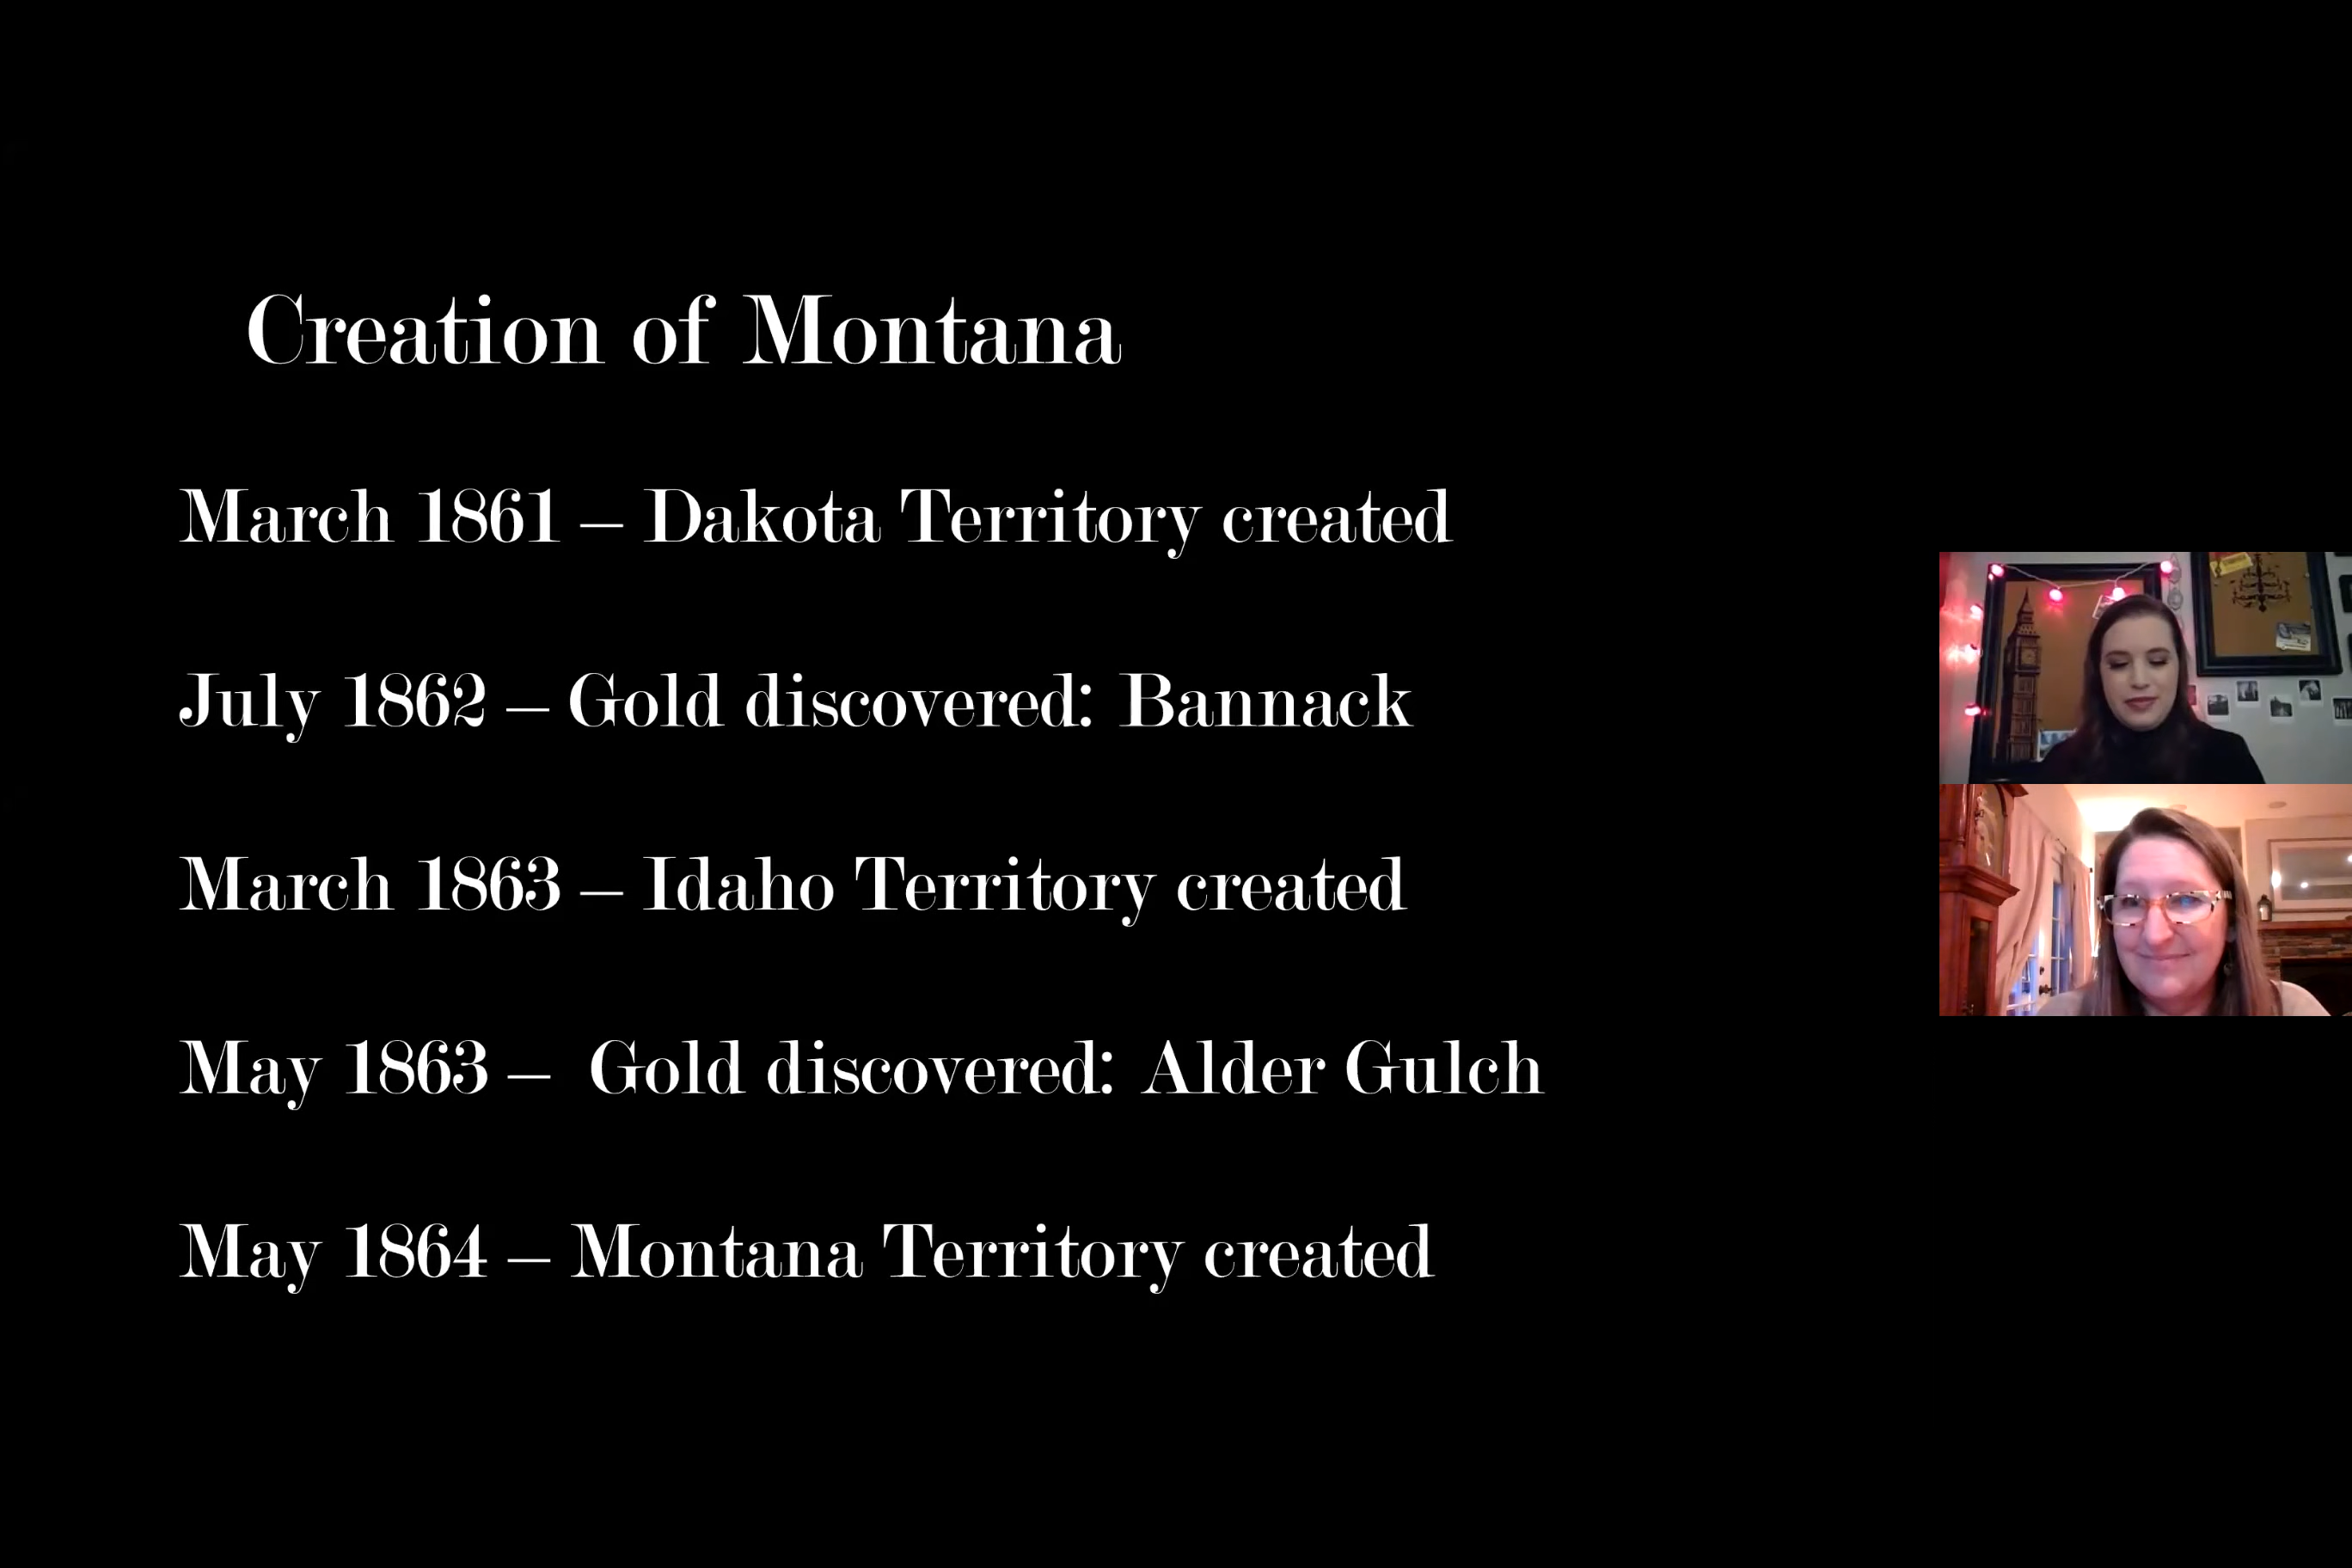 Creation of Montana
March 1861 – Dakota Territory created
July 1862 – Gold discovered: Bannack
March 1863 – Idaho Territory created
May 1863 –  Gold discovered: Alder Gulch
May 1864 – Montana Territory created